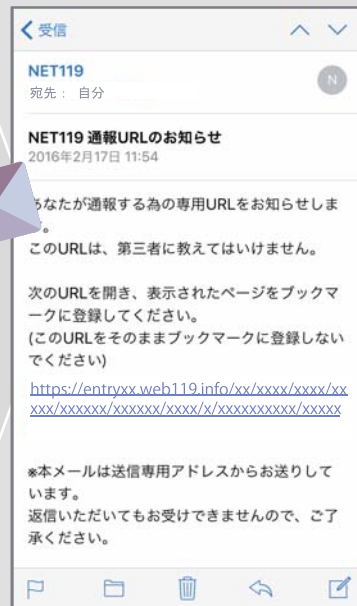 受信
NET119
N
宛先： 自分
NET119 通報URLのお知らせ
2016年2月17日 11:54
あなたが通報する為の専用URLをお知らせしま
す。
このURLは、第三者に教えてはいけません。
次のURLを開き、表示されたページをブックマ
ークに登録してください。
(このURLをそのままブックマークに登録しない
でください)
https://entryxx.web119.info/xx/xxxx/xxxx/xx
xxx/xxxxxx/xxxxxx/xxxx/x/xxxxxxxxxx/xxxxx
※本メールは送信専用アドレスからお送りして
います。
返信いただいてもお受けできませんので、ご了
承ください。